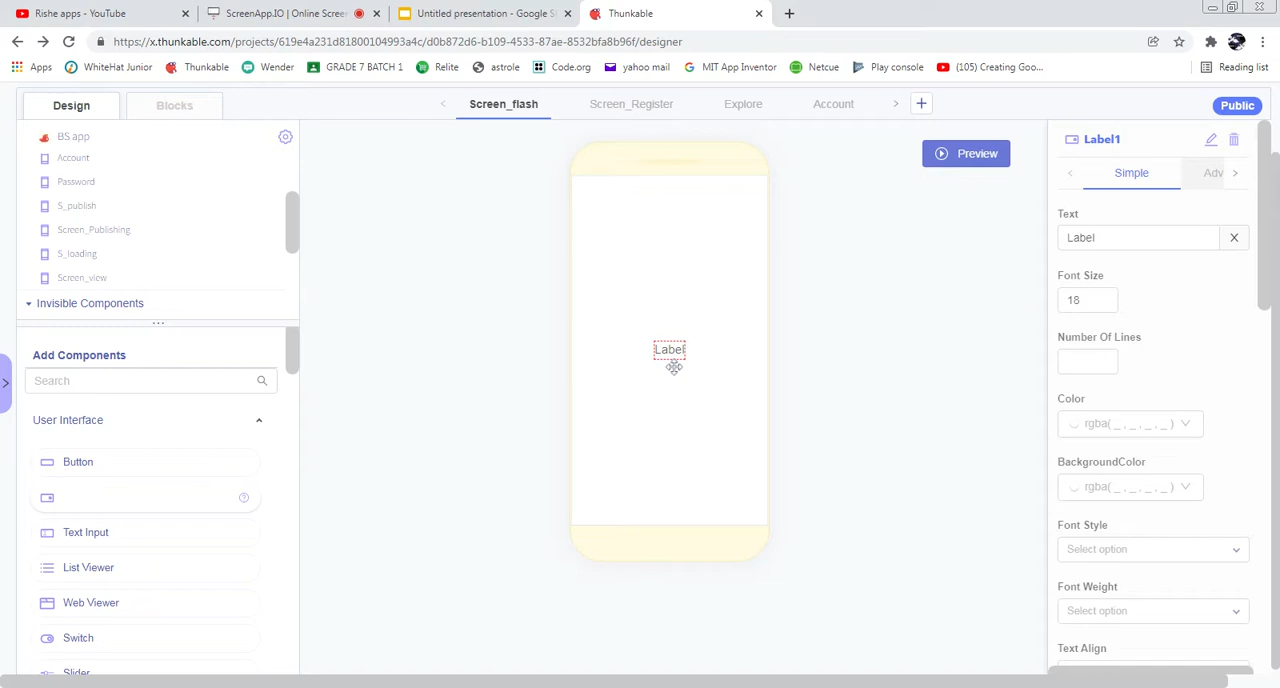 Rishe apps - YouTube
ScreenApp.IO | Online Screen
Untitled presentation - Google S
Thunkable
https://x.thunkable.com/projects/619e4a231d81800104993a4c/d0b872d6-b109-4533-87ae-8532bfa8b96f/designer
Apps
WhiteHat Junior
Thunkable
Wender
GRADE 7 BATCH 1
Relite
astrole
Code.org
yahoo mail
MIT App Inventor
Netcue
Play console
(105) Creating Goo...
Reading list
Design
Blocks
Screen_flash
Screen_Register
Explore
Account
Public
BS app
Account
Password
S_publish
Screen_Publishing
S_loading
Screen_view
Invisible Components
Add Components
Search
User Interface
Button
Text Input
List Viewer
Web Viewer
Switch
Slider
Preview
Label
Label1
Simple
Adv
Text
Label
X
Font Size
18
Number Of Lines
Color
rgba( _ , _ , _ , _ )
BackgroundColor
rgba( _ , _ , _ , _ )
Font Style
Select option
Font Weight
Select option
Text Align